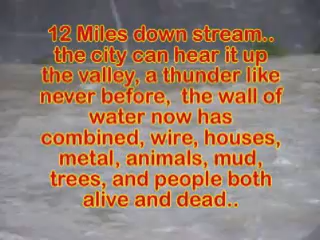 12 Miles down stream..
the city can hear it up
the valley, a thunder like
never before, the wall of
water now has
combined, wire, houses,
metal, animals, mud,
trees, and people both
alive and dead..